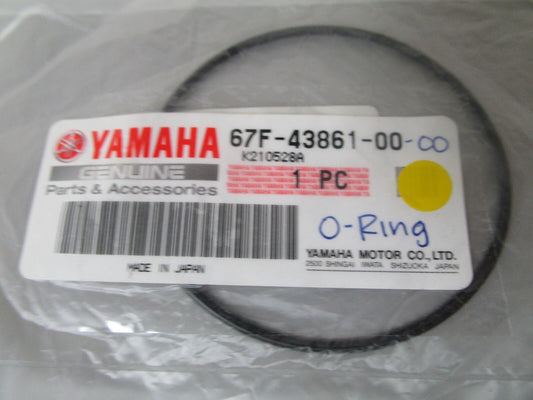 YAMAHA 67F-43861-00-00
K210528A
GENUINE
Parts & Accessories
1 PC
O-Ring
YAMAHA MOTOR CO., LTD.
2500 SHINGAI IWATA SHIZUOKA JAPAN
MADE IN JAPAN